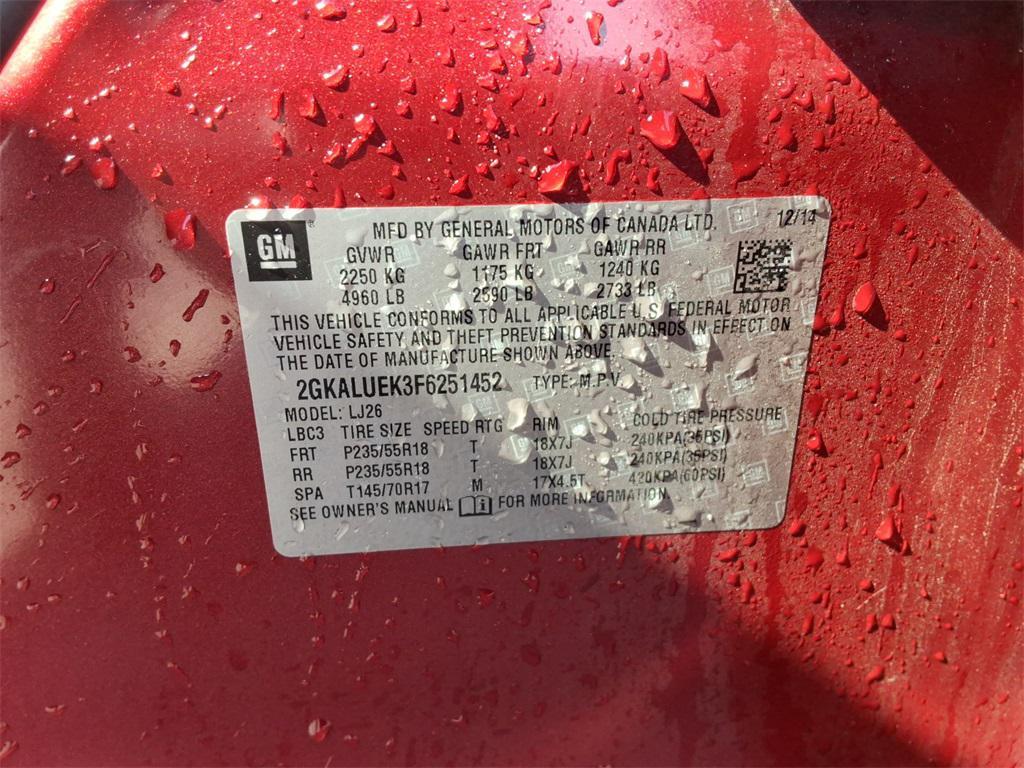 GM ® MFD BY GENERAL MOTORS OF CANADA LTD. 12/14
GVWR GAWR FRT GAWR RR
2250 KG 1175 KG 1240 KG
4960 LB 2590 LB 2733 LB
THIS VEHICLE CONFORMS TO ALL APPLICABLE U.S FEDERAL MOTOR
VEHICLE SAFETY AND THEFT PREVENTION STANDARDS IN EFFECT ON
THE DATE OF MANUFACTURE SHOWN ABOVE.
2GKALUEK3F6251452 TYPE: M.P.V
MODEL: LJ26
LBC3 TIRE SIZE SPEED RTG RIM COLD TIRE PRESSURE
FRT P235/55R18 T 18X7J 240KPA(35PSI)
RR P235/55R18 T 18X7J 240KPA(35PSI)
SPA T145/70R17 M 17X4.5T 420KPA(60PSI)
SEE OWNER'S MANUAL FOR MORE INFORMATION